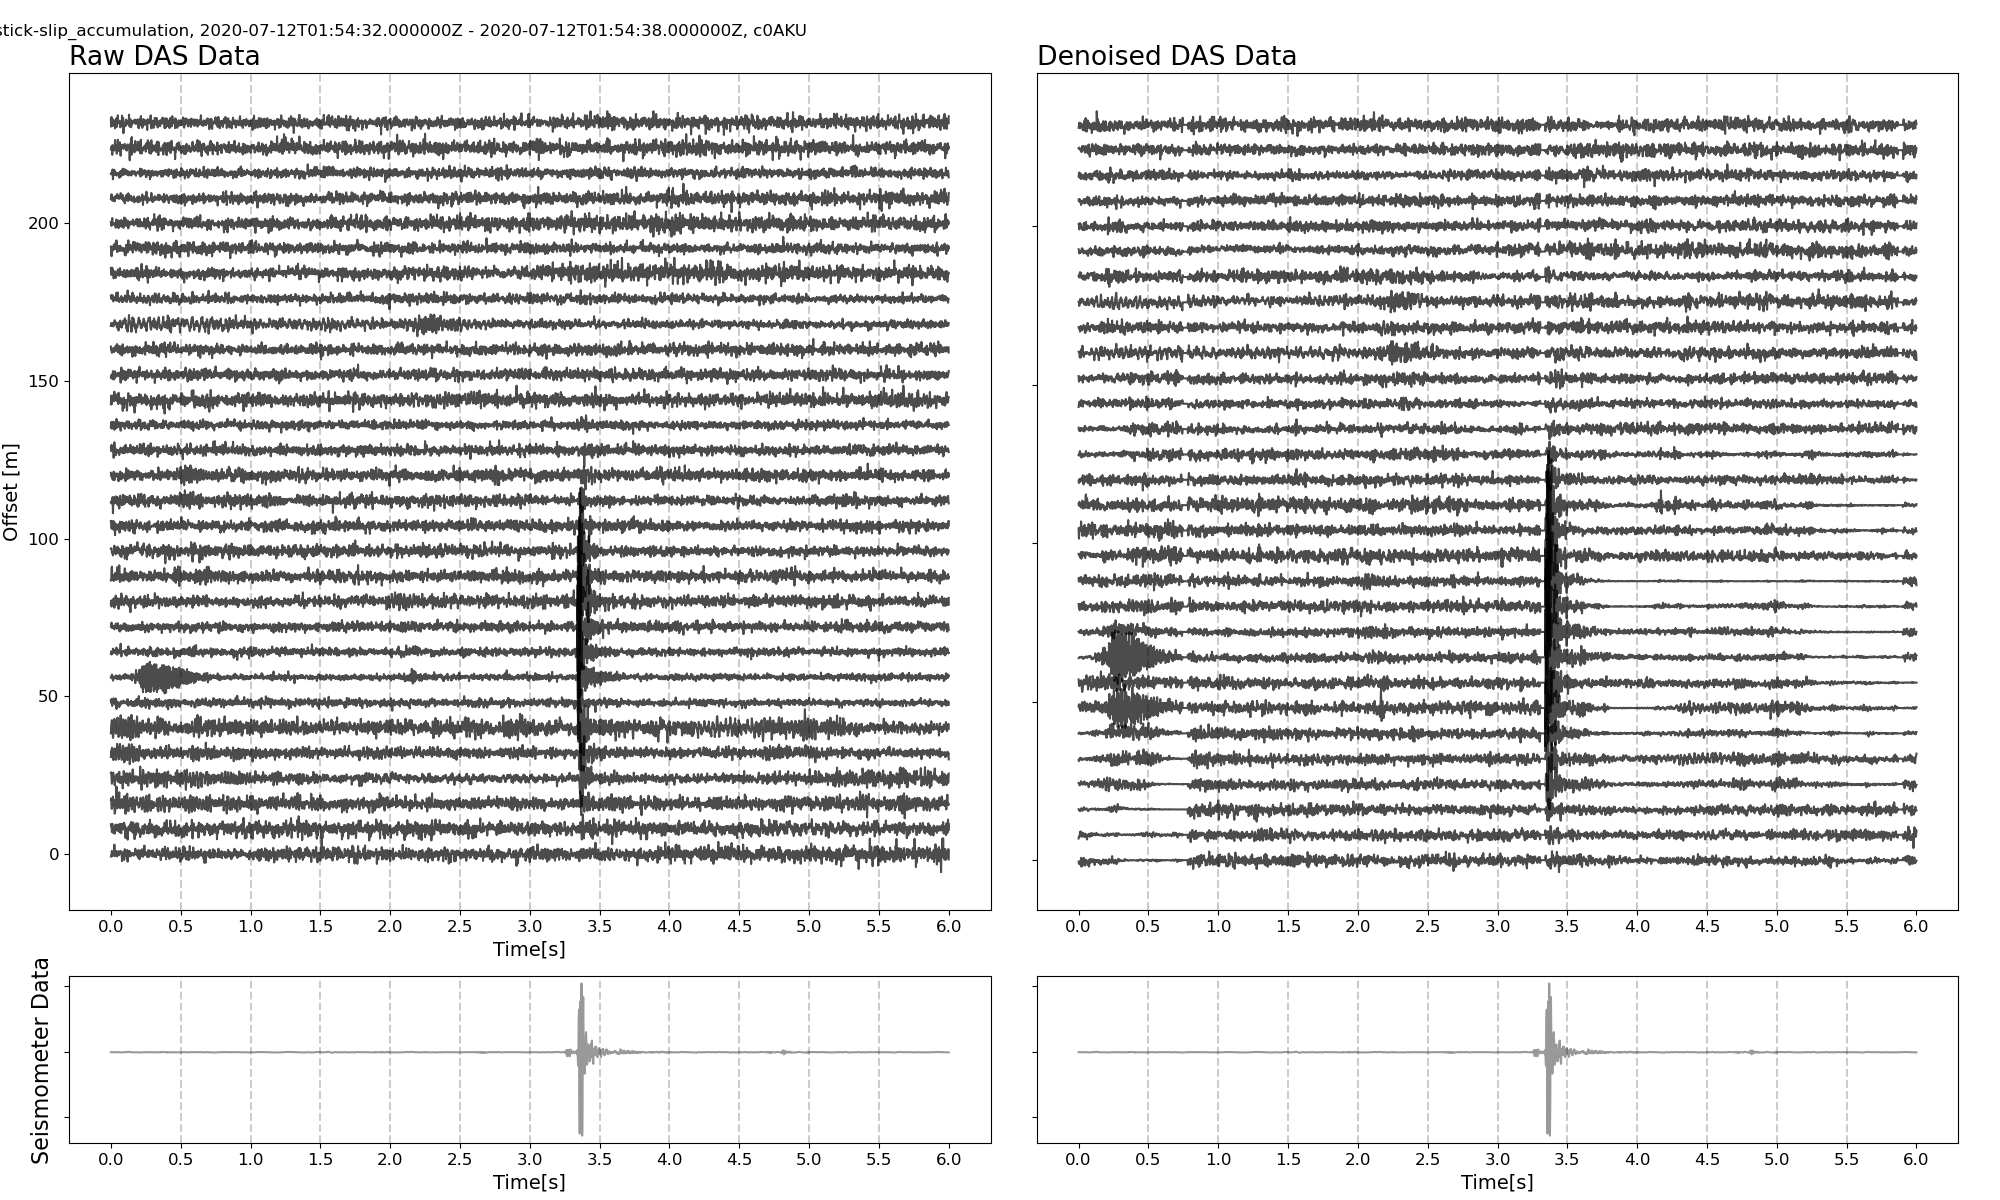 stick-slip_accumulation, 2020-07-12T01:54:32.000000Z - 2020-07-12T01:54:38.000000Z, c0AKU
Raw DAS Data
Denoised DAS Data
Offset [m]
200
150
100
50
0
0.0 0.5 1.0 1.5 2.0 2.5 3.0 3.5 4.0 4.5 5.0 5.5 6.0
Time[s]
0.0 0.5 1.0 1.5 2.0 2.5 3.0 3.5 4.0 4.5 5.0 5.5 6.0
Seismometer Data
0.0 0.5 1.0 1.5 2.0 2.5 3.0 3.5 4.0 4.5 5.0 5.5 6.0
Time[s]
0.0 0.5 1.0 1.5 2.0 2.5 3.0 3.5 4.0 4.5 5.0 5.5 6.0
Time[s]